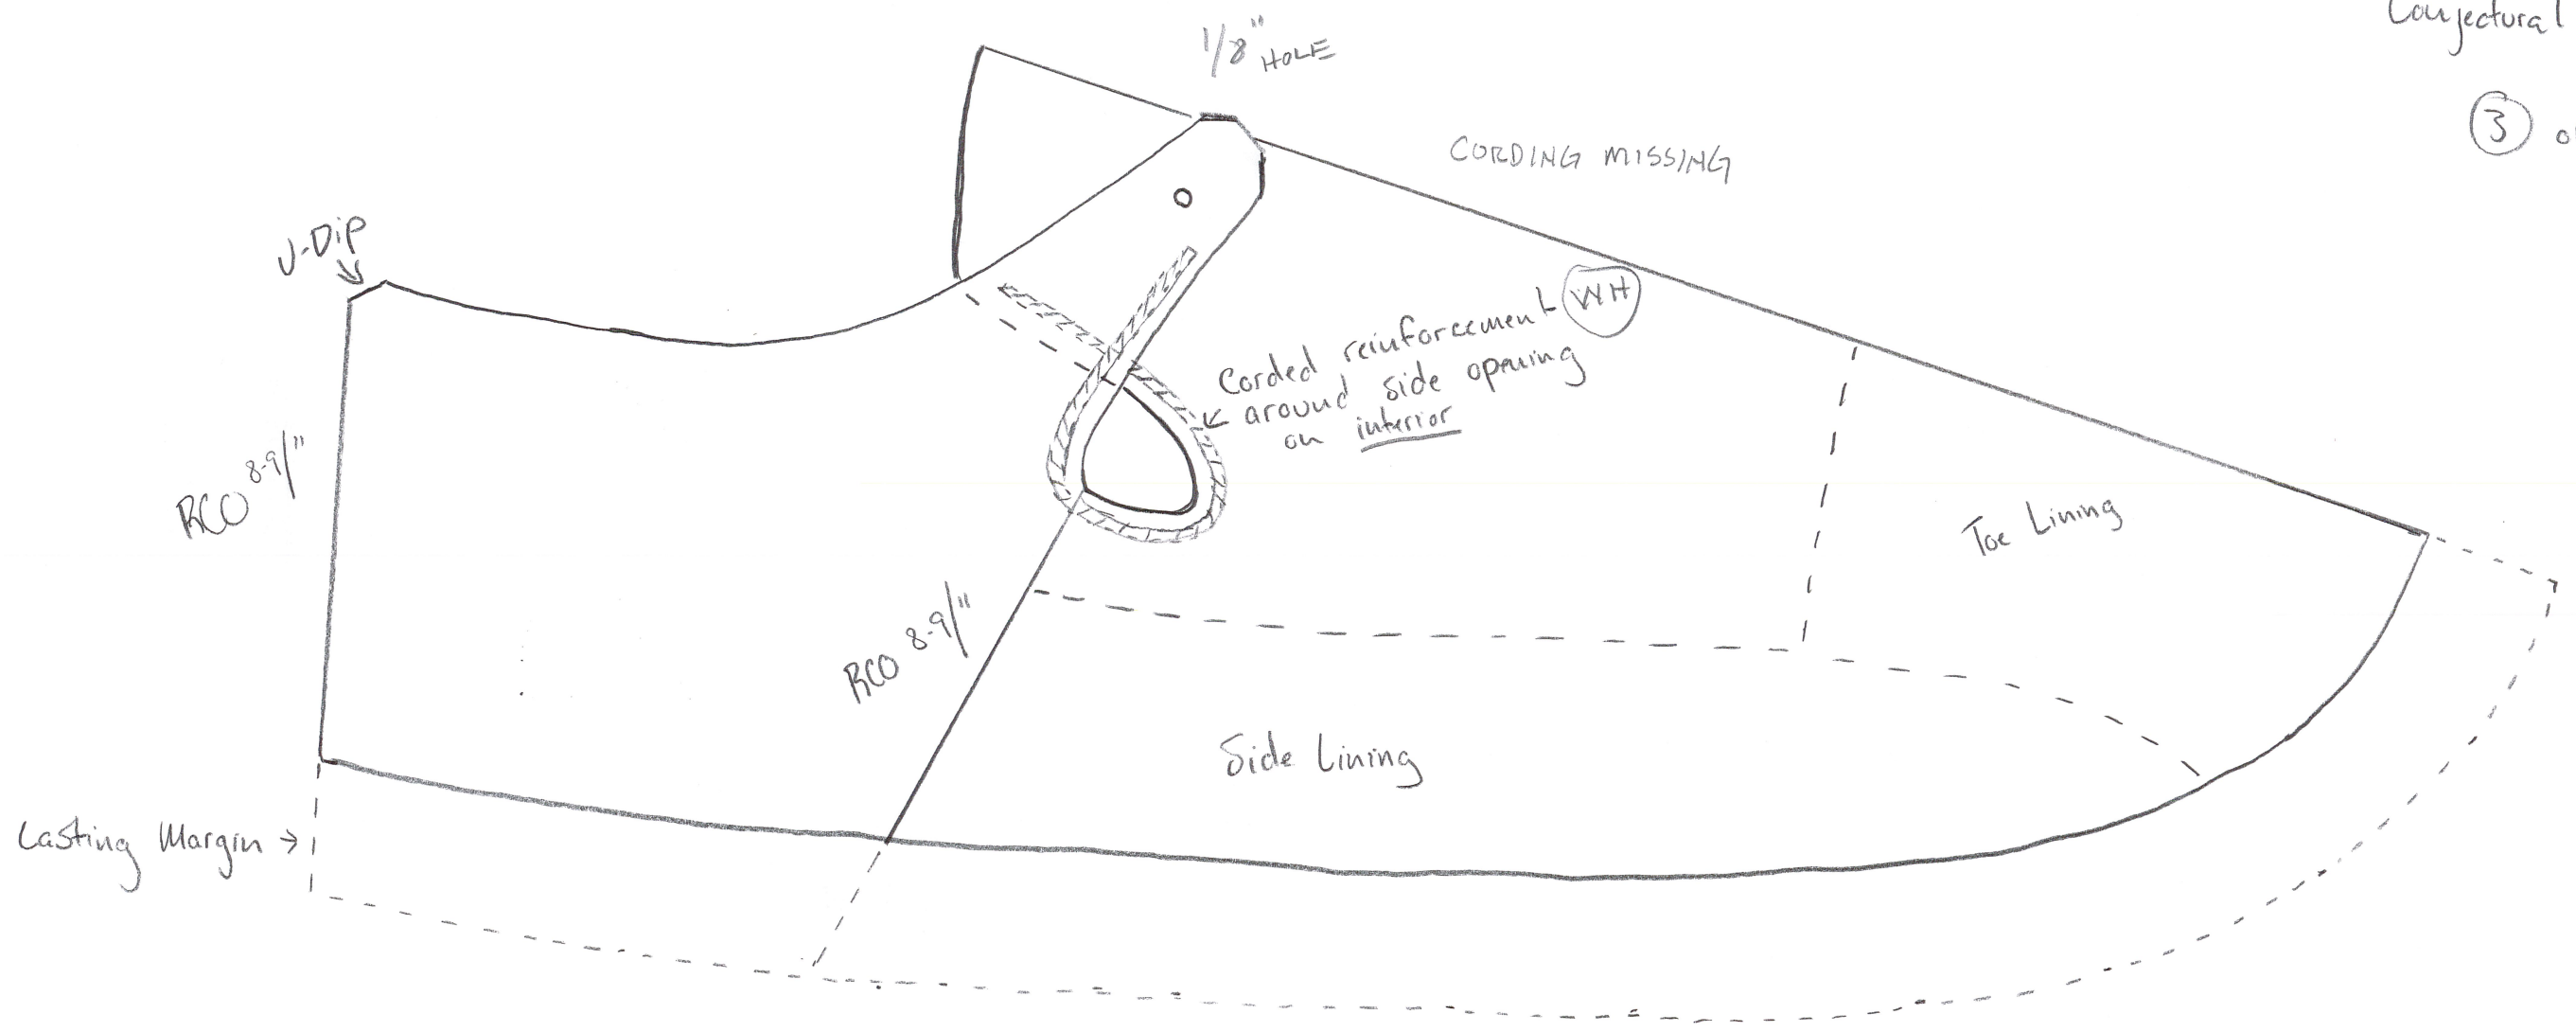 Conjectural
1/8" HOLE
3
CORDING MISSING
V-Dip
Corded reinforcement WH
around side opening
on interior
RCO 8-9/"
Toe Lining
RCO 8-9/"
Side Lining
Lasting Margin →